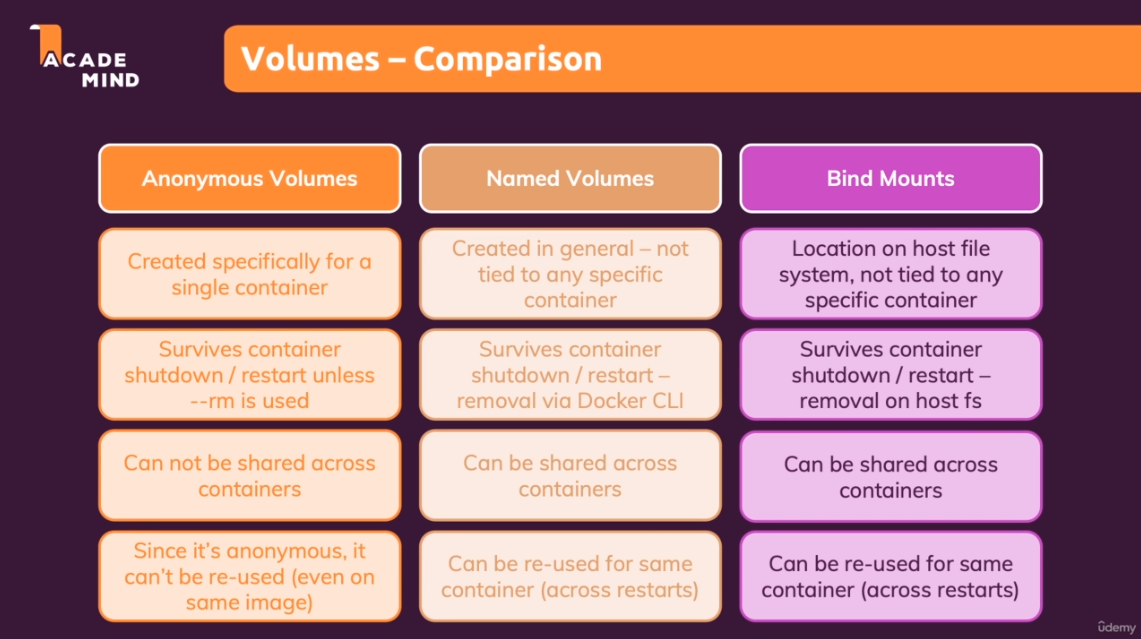 ACADE
MIND
Volumes – Comparison
Anonymous Volumes
Named Volumes
Bind Mounts
Created specifically for a
single container
Created in general – not
tied to any specific
container
Location on host file
system, not tied to any
specific container
Survives container
shutdown / restart unless
--rm is used
Survives container
shutdown / restart –
removal via Docker CLI
Survives container
shutdown / restart –
removal on host fs
Can not be shared across
containers
Can be shared across
containers
Can be shared across
containers
Since it’s anonymous, it
can’t be re-used (even on
same image)
Can be re-used for same
container (across restarts)
Can be re-used for same
container (across restarts)
ûdemy